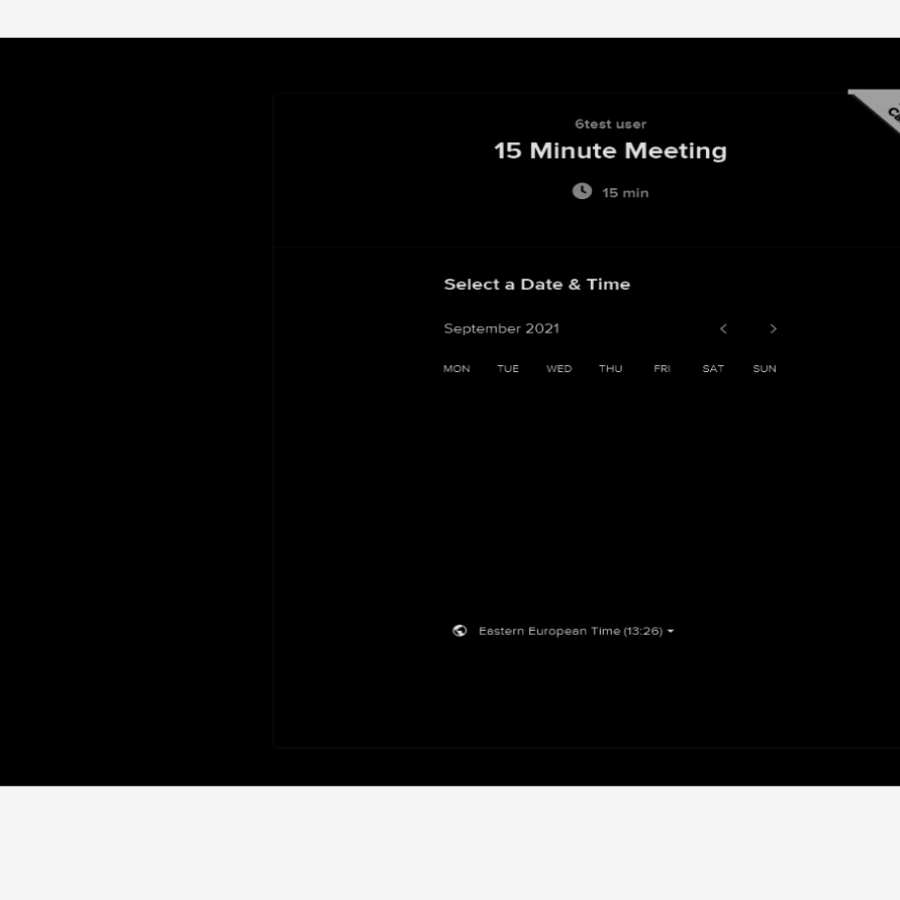 6test user
15 Minute Meeting
15 min
Select a Date & Time
September 2021
MON TUE WED THU FRI SAT SUN
Eastern European Time (13:26)